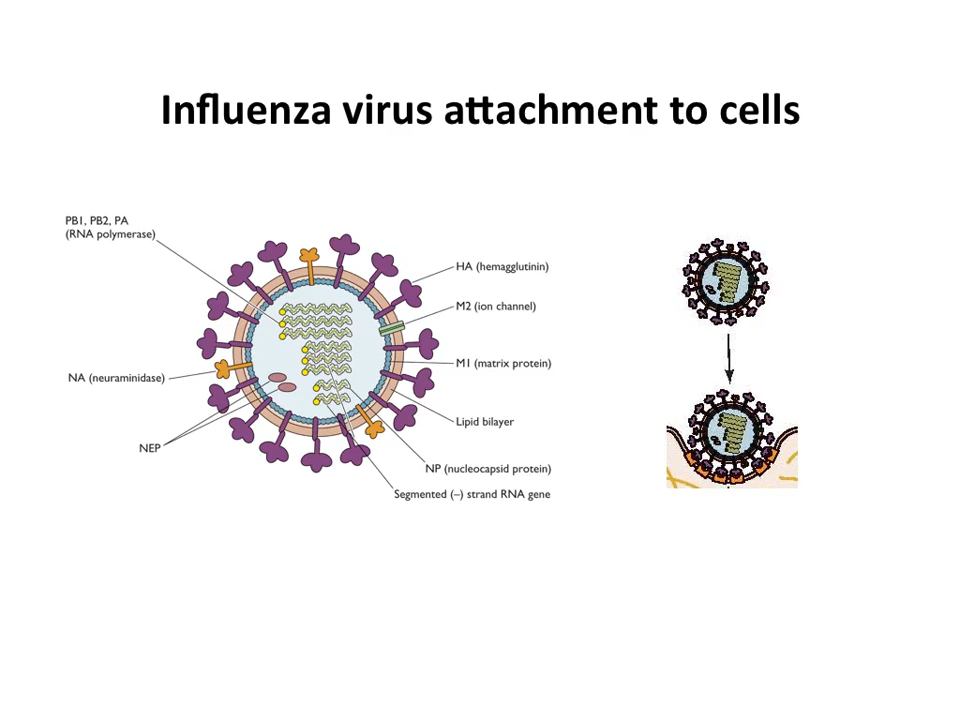 Influenza virus attachment to cells
PB1, PB2, PA
(RNA polymerase)
HA (hemagglutinin)
M2 (ion channel)
M1 (matrix protein)
NA (neuraminidase)
Lipid bilayer
NEP
NP (nucleocapsid protein)
Segmented (–) strand RNA gene